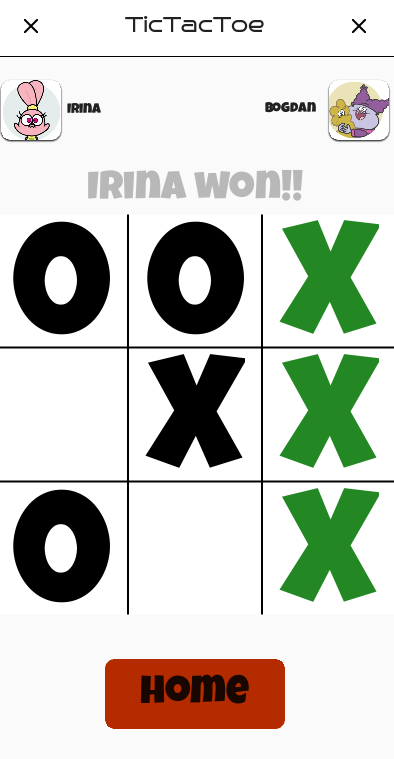 TicTacToe
Irina
Bogdan
Irina won!!
O O X
X X
O X
Home